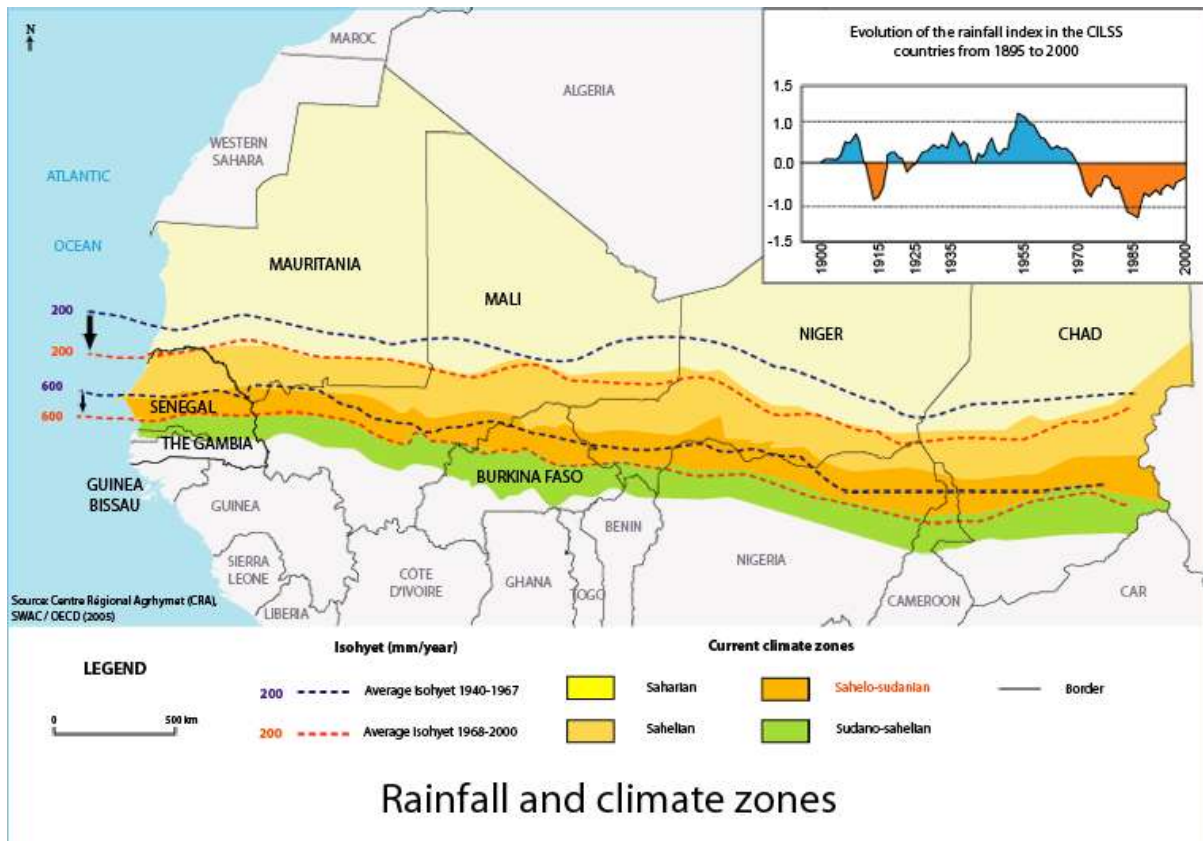 N
MAROC
ALGERIA
WESTERN
SAHARA
ATLANTIC
OCEAN
MAURITANIA
MALI
NIGER
CHAD
200
200
600
600
SENEGAL
THE GAMBIA
GUINEA
BISSAU
GUINEA
SIERRA
LEONE
LIBERIA
CÔTE
D'IVOIRE
BURKINA FASO
GHANA
TOGO
BENIN
NIGERIA
CAMEROON
CAR
Evolution of the rainfall index in the CILSS
countries from 1895 to 2000
1.5
1.0
0.0
-1.0
-1.5
1900
1915
1925
1935
1955
1970
1985
2000
Source: Centre Régional Agrhymet (CRA),
SWAC / OECD (2005)
LEGEND
0 500 km
Isohyet (mm/year)
200 Average Isohyet 1940-1967
200 Average Isohyet 1968-2000
Current climate zones
Saharian
Sahelian
Sahelo-sudanian
Sudano-sahelian
Border
Rainfall and climate zones